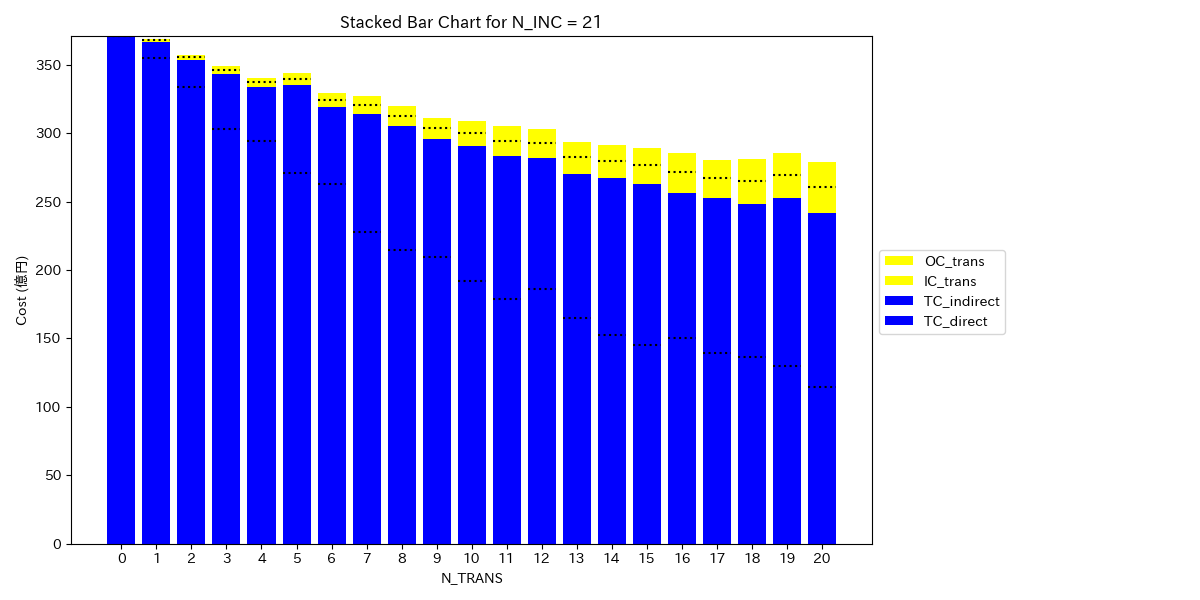 Stacked Bar Chart for N_INC = 21
Cost (億円)
350
300
250
200
150
100
50
0
0 1 2 3 4 5 6 7 8 9 10 11 12 13 14 15 16 17 18 19 20
N_TRANS
OC_trans
IC_trans
TC_indirect
TC_direct